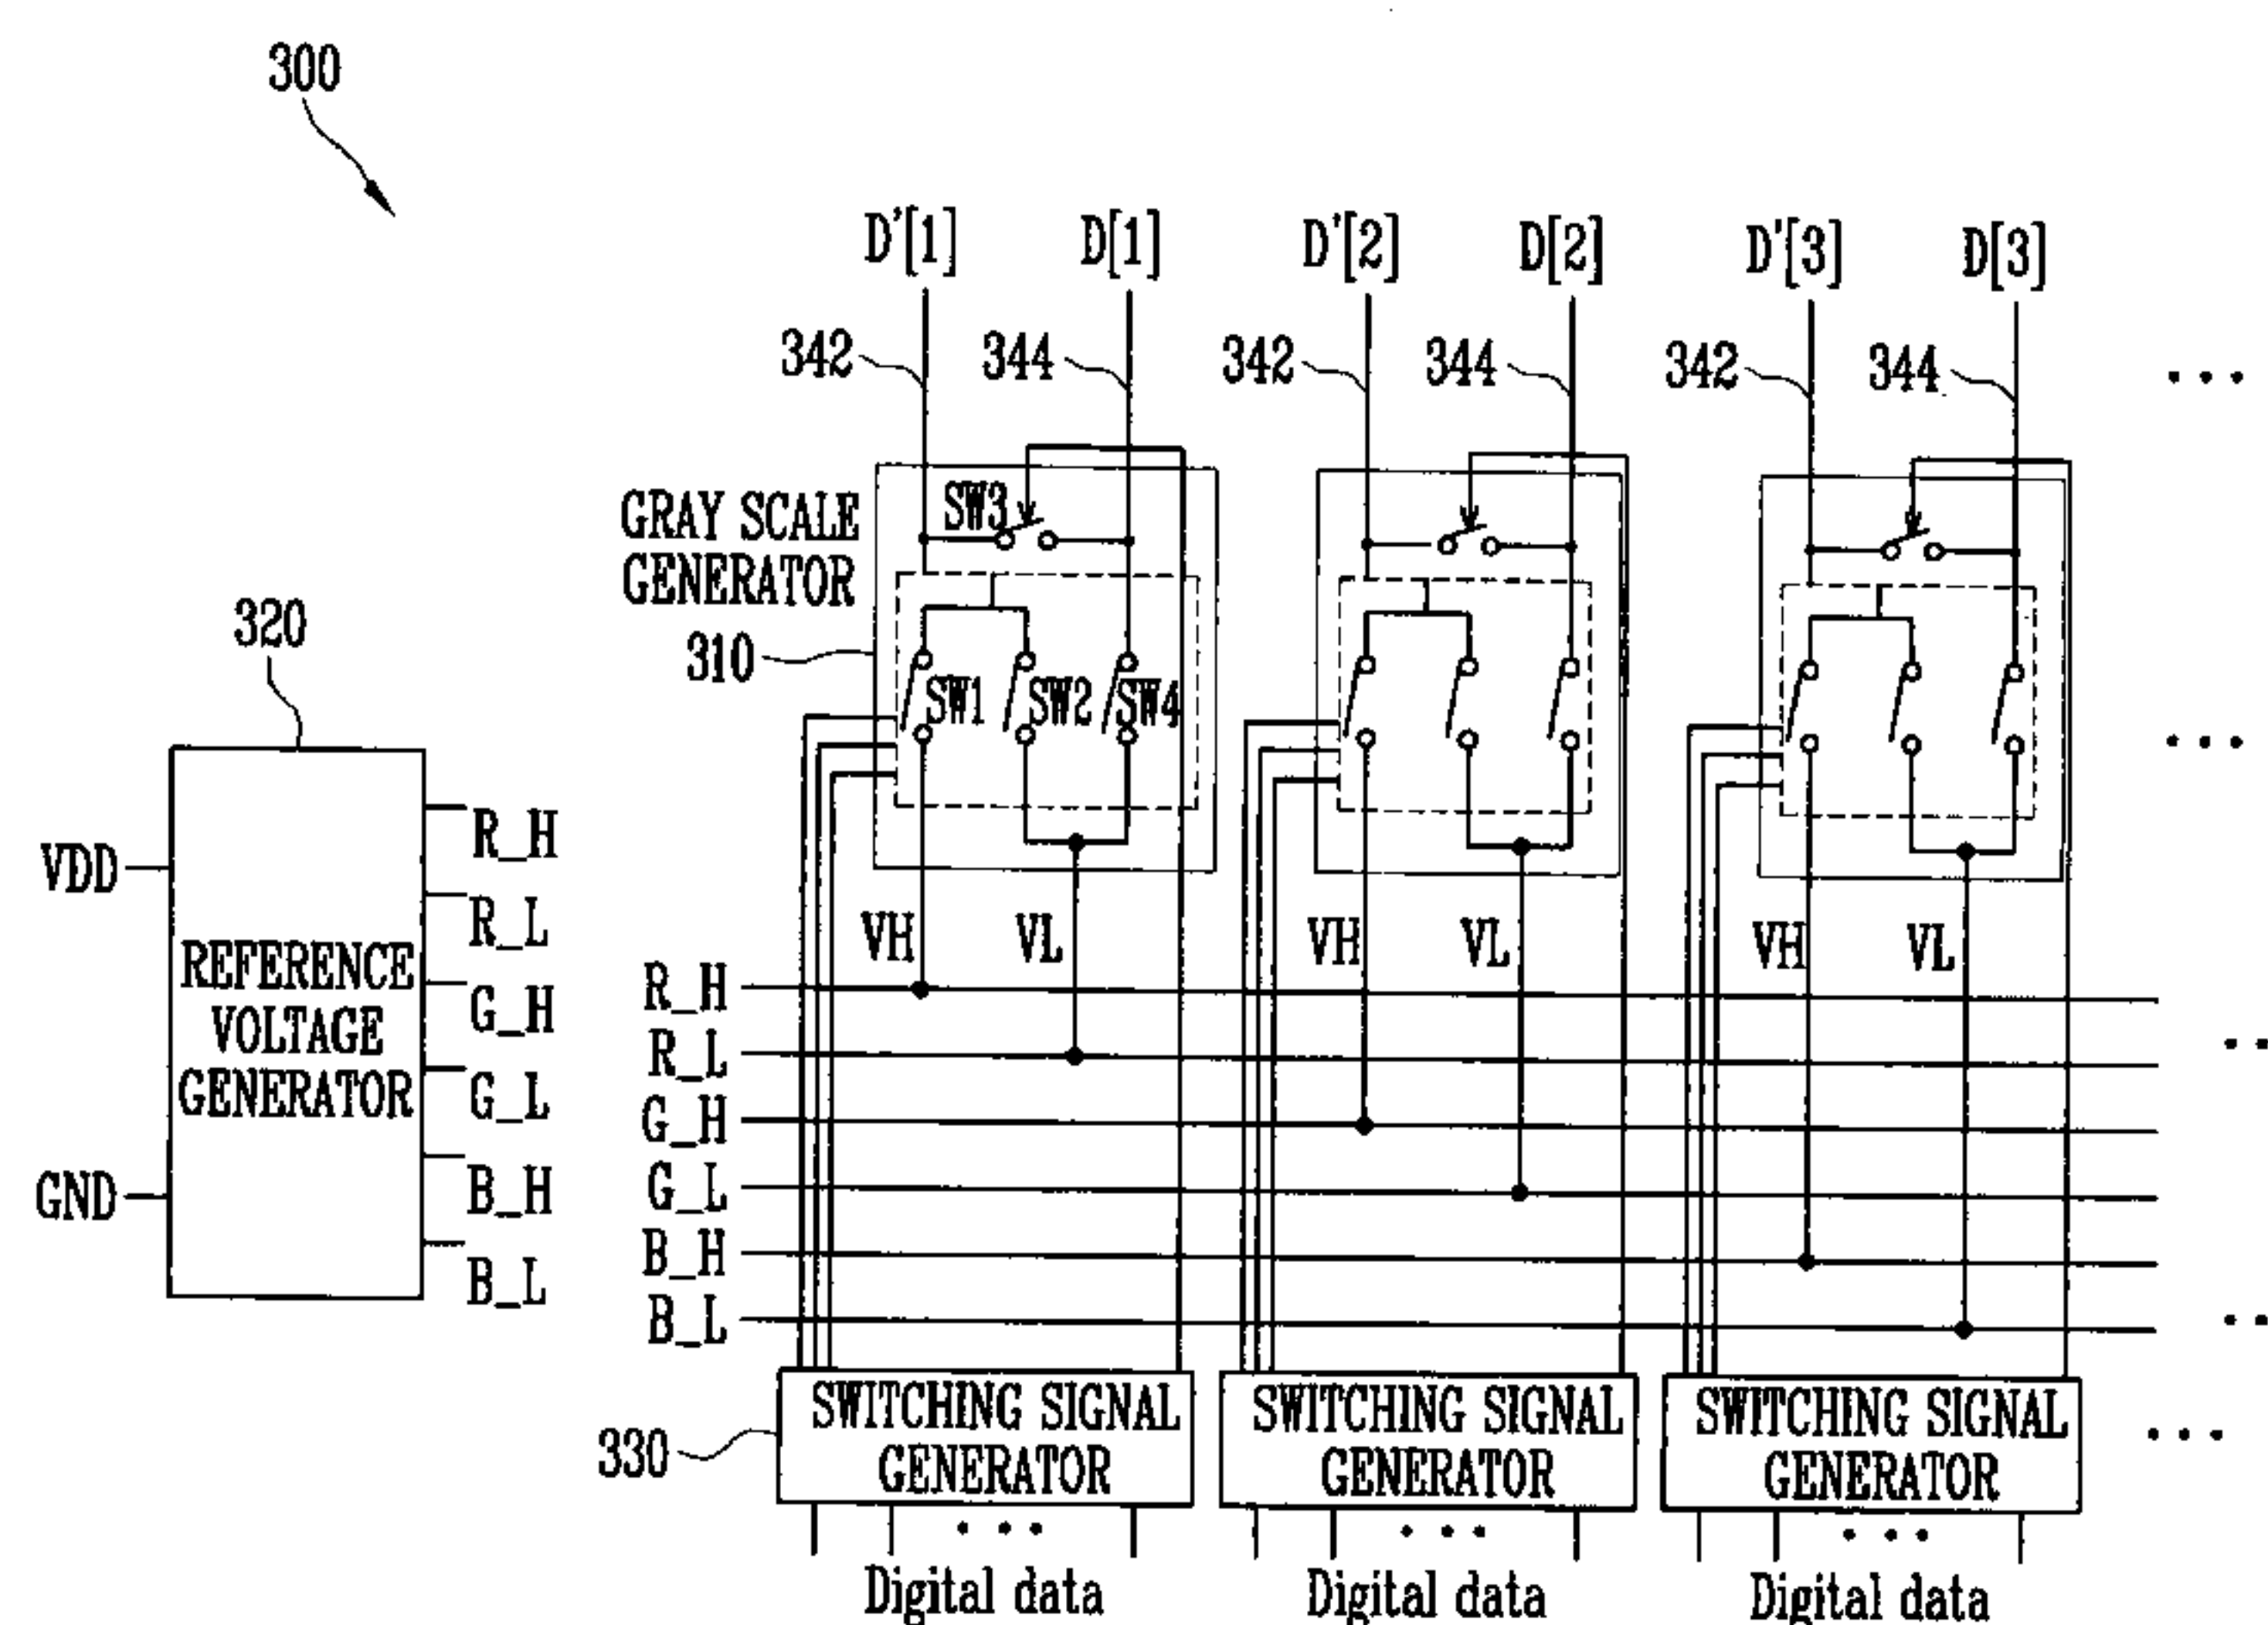 300
D'[1]
D[1]
D'[2]
D[2]
D'[3]
D[3]
342
344
342
344
342
344
GRAY SCALE
GENERATOR
SW3
310
SW1
SW2
SW4
320
VDD
GND
REFERENCE
VOLTAGE
GENERATOR
R_H
R_L
G_H
G_L
B_H
B_L
VH
VL
VH
VL
VH
VL
R_H
R_L
G_H
G_L
B_H
B_L
330
SWITCHING SIGNAL
GENERATOR
SWITCHING SIGNAL
GENERATOR
SWITCHING SIGNAL
GENERATOR
Digital data
Digital data
Digital data